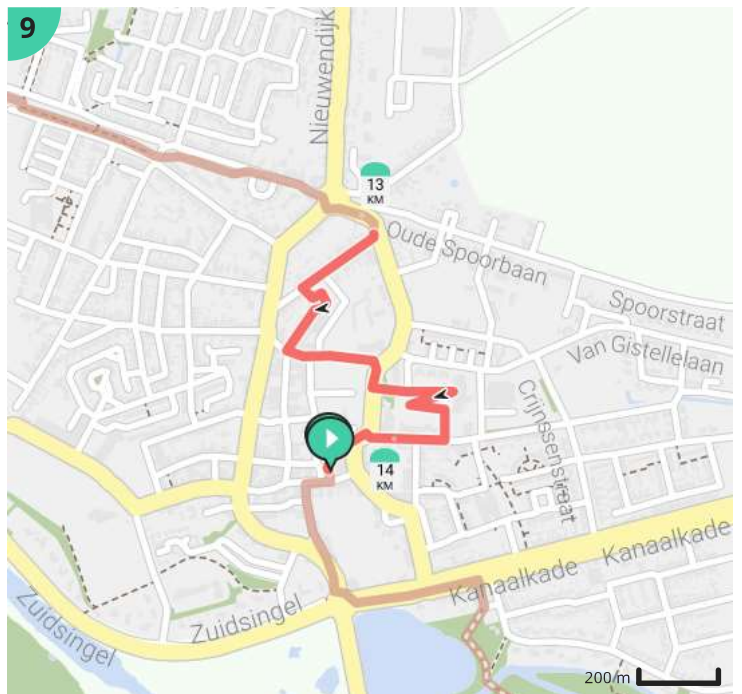 9
Nieuwendijk
13
KM
Oude Spoorbaan
Spoorstraat
Van Gistellelaan
Crijnssenstraat
14
KM
Kanaalkade
Kanaalkade
Zuidsingel
Zuidsingel
200 m